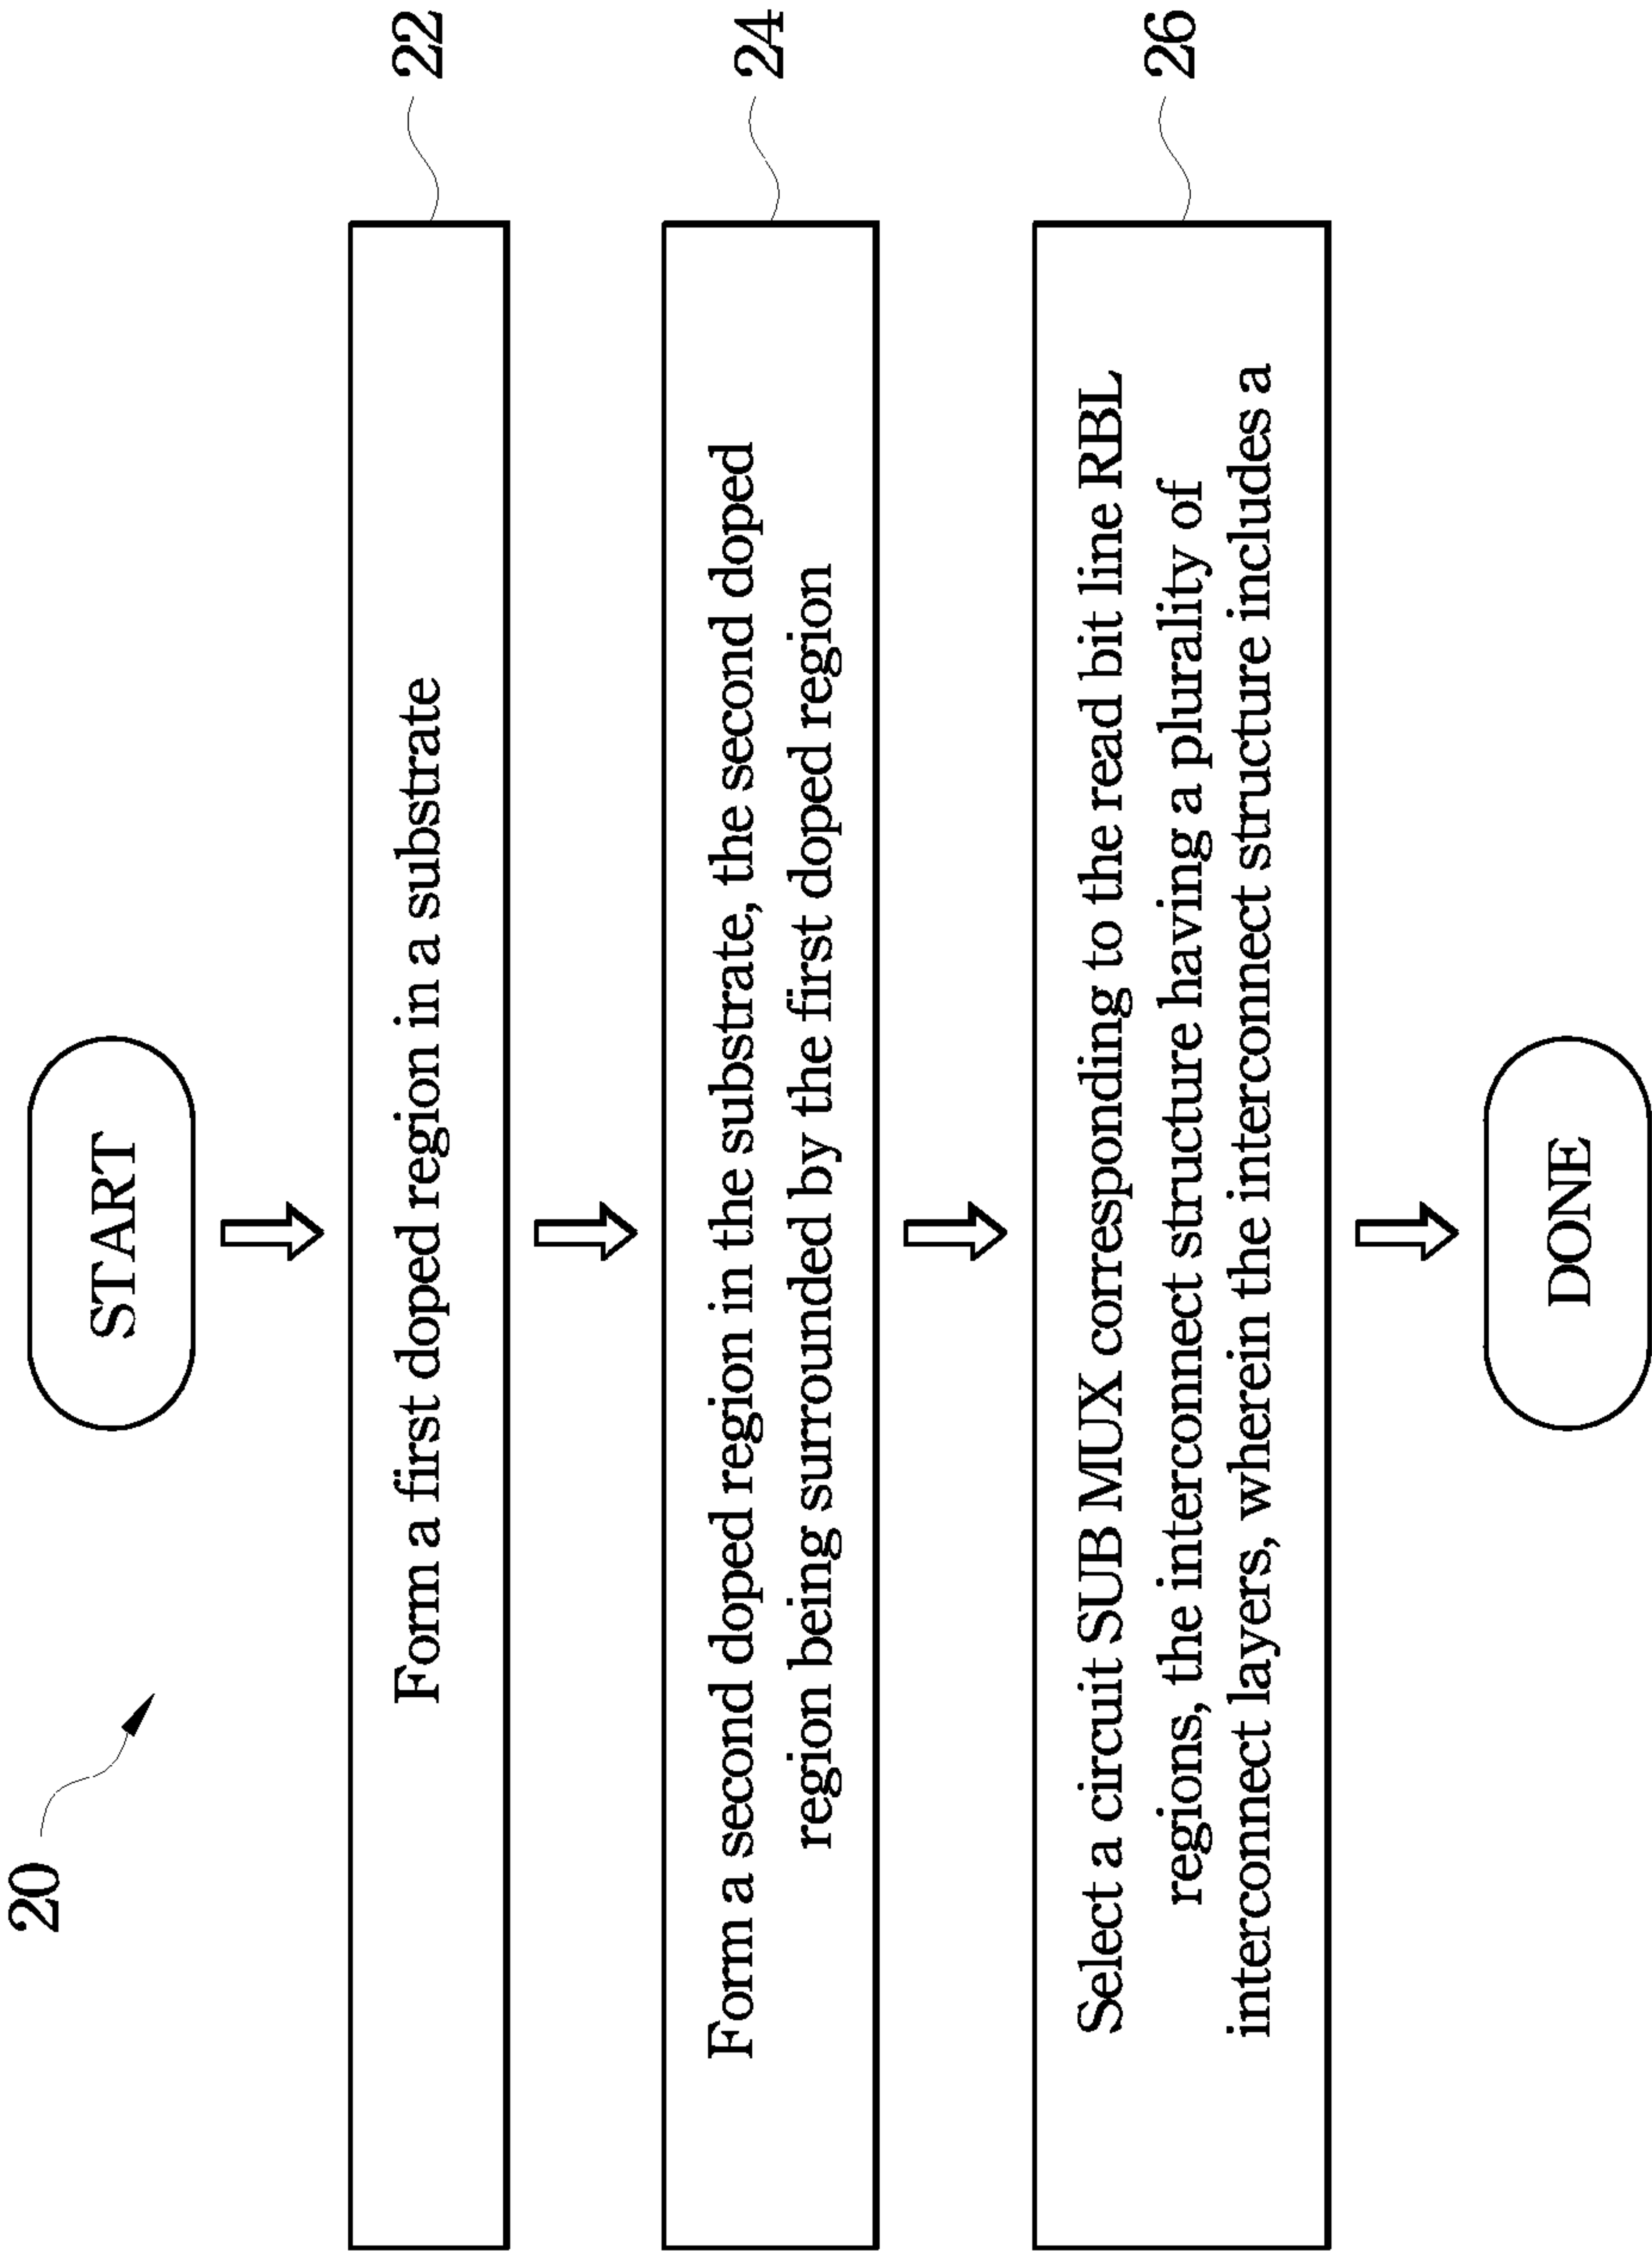 20
START
Form a first doped region in a substrate
22
Form a second doped region in the substrate, the second doped
region being surrounded by the first doped region
24
Select a circuit SUB MUX corresponding to the read bit line RBL
regions, the interconnect structure having a plurality of
interconnect layers, wherein the interconnect structure includes a
26
DONE